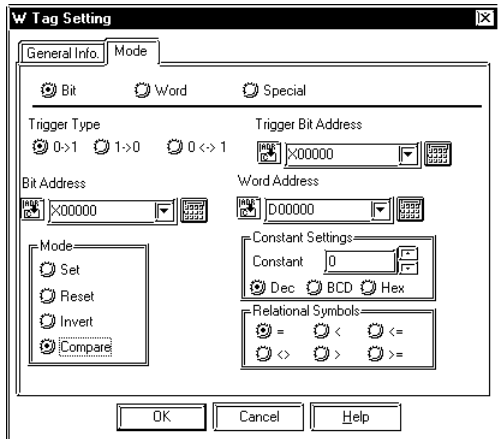 W Tag Setting
General Info. Mode
Bit Word Special
Trigger Type
0->1 1->0 0 <-> 1
Trigger Bit Address
X00000
Bit Address
X00000
Word Address
D00000
Mode
Set
Reset
Invert
Compare
Constant Settings
Constant 0
Dec BCD Hex
Relational Symbols
= < <=
<> > >=
OK Cancel Help